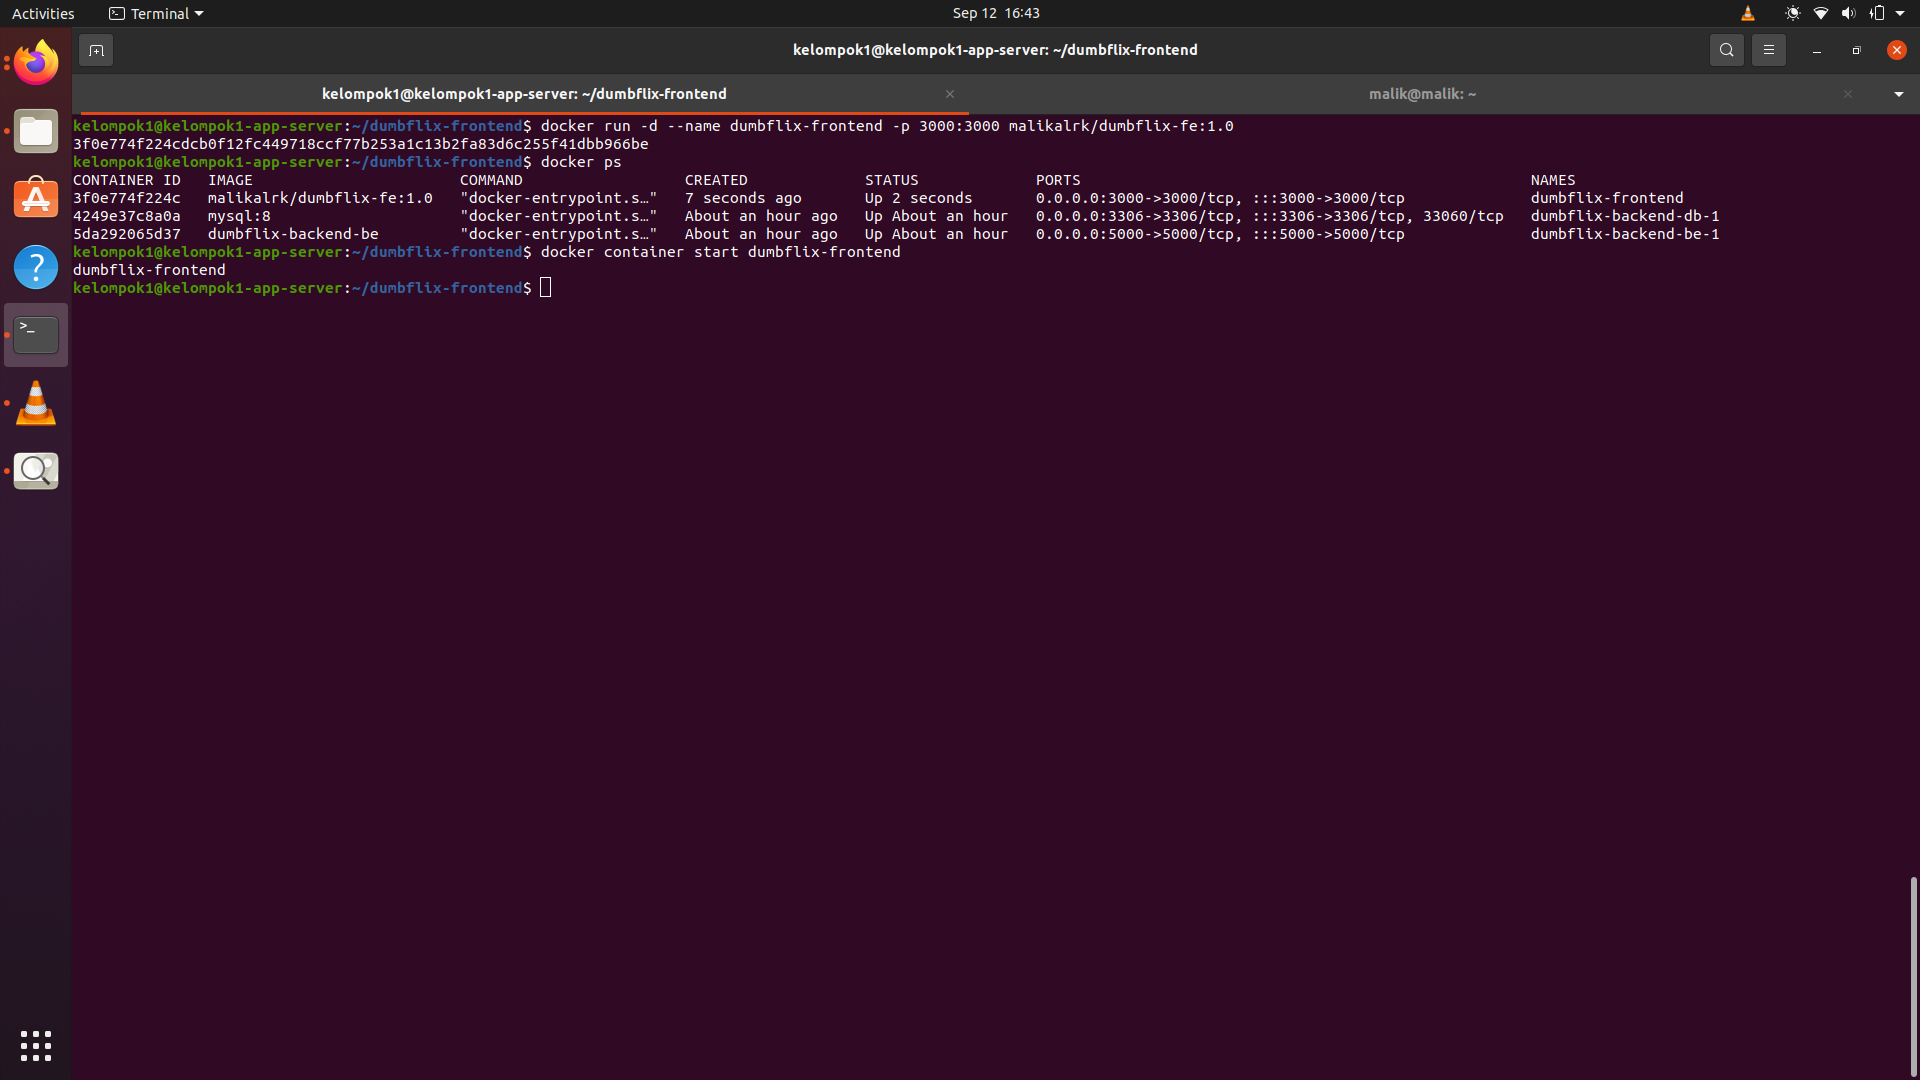 Activities
Terminal
Sep 12 16:43
kelompok1@kelompok1-app-server: ~/dumbflix-frontend
kelompok1@kelompok1-app-server: ~/dumbflix-frontend
malik@malik: ~
kelompok1@kelompok1-app-server:~/dumbflix-frontend$ docker run -d --name dumbflix-frontend -p 3000:3000 malikalrk/dumbflix-fe:1.0
3f0e774f224cdcb0f12fc449718ccf77b253a1c13b2fa83d6c255f41dbb966be
kelompok1@kelompok1-app-server:~/dumbflix-frontend$ docker ps
CONTAINER ID   IMAGE                       COMMAND                  CREATED             STATUS             PORTS                                                  NAMES
3f0e774f224c   malikalrk/dumbflix-fe:1.0   "docker-entrypoint.s…"   7 seconds ago       Up 2 seconds       0.0.0.0:3000->3000/tcp, :::3000->3000/tcp              dumbflix-frontend
4249e37c8a0a   mysql:8                     "docker-entrypoint.s…"   About an hour ago   Up About an hour   0.0.0.0:3306->3306/tcp, :::3306->3306/tcp, 33060/tcp   dumbflix-backend-db-1
5da292065d37   dumbflix-backend-be         "docker-entrypoint.s…"   About an hour ago   Up About an hour   0.0.0.0:5000->5000/tcp, :::5000->5000/tcp              dumbflix-backend-be-1
kelompok1@kelompok1-app-server:~/dumbflix-frontend$ docker container start dumbflix-frontend
dumbflix-frontend
kelompok1@kelompok1-app-server:~/dumbflix-frontend$